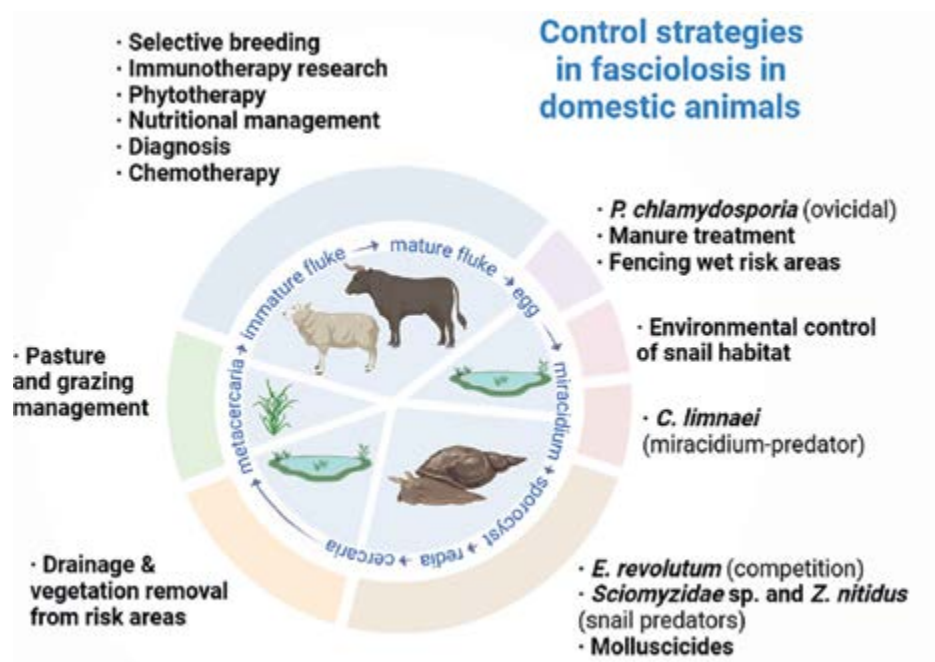 Control strategies
in fasciolosis in
domestic animals
· Selective breeding
· Immunotherapy research
· Phytotherapy
· Nutritional management
· Diagnosis
· Chemotherapy
· P. chlamydosporia (ovicidal)
· Manure treatment
· Fencing wet risk areas
· Environmental control
of snail habitat
· C. limnaei
(miracidium-predator)
· E. revolutum (competition)
· Sciomyzidae sp. and Z. nitidus
(snail predators)
· Molluscicides
· Drainage &
vegetation removal
from risk areas
· Pasture
and grazing
management
metacercaria → immature fluke → mature fluke → egg → miracidium → sporocyst → redia → cercaria →